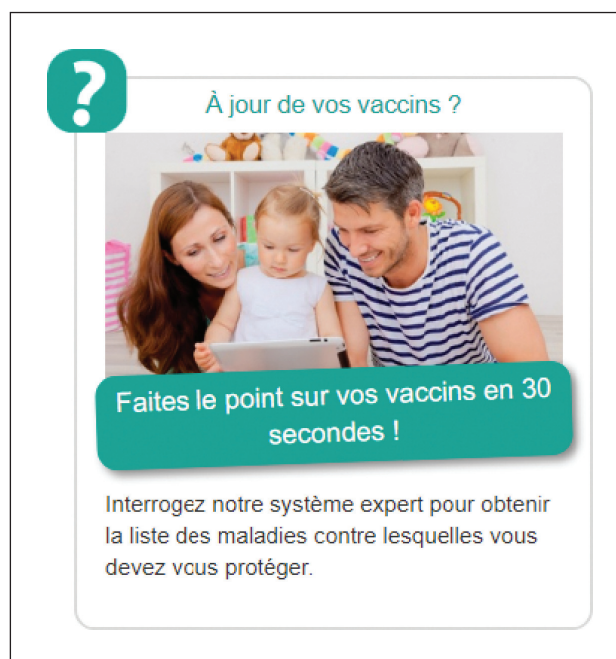 ?
À jour de vos vaccins ?
Faites le point sur vos vaccins en 30
secondes !
Interrogez notre système expert pour obtenir
la liste des maladies contre lesquelles vous
devez vous protéger.